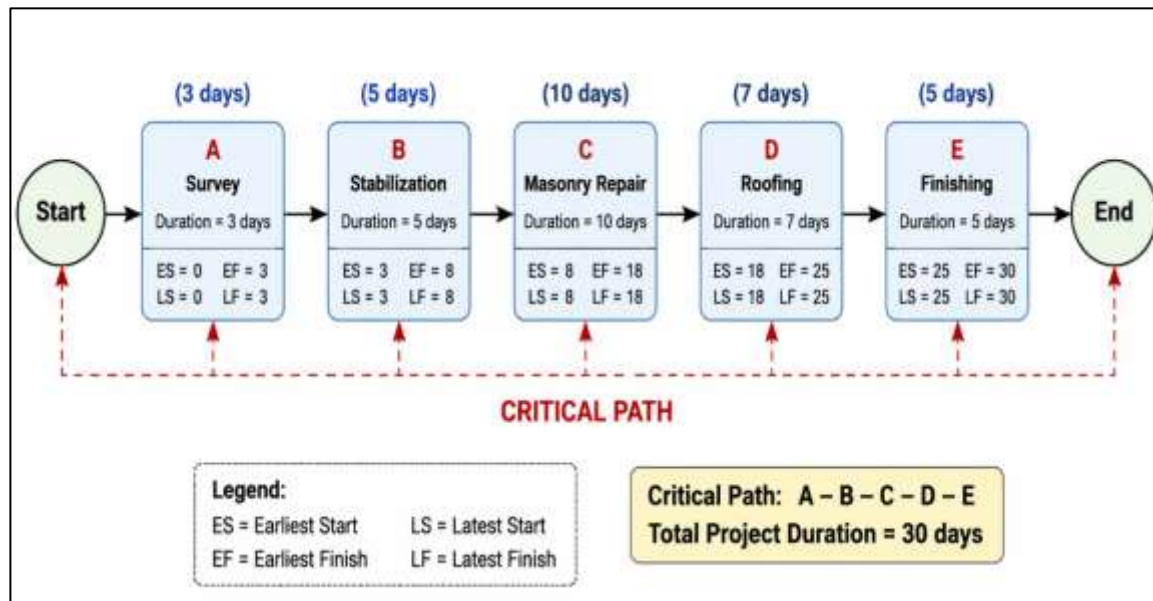 (3 days) (5 days) (10 days) (7 days) (5 days)
Start
A
Survey
Duration = 3 days
ES = 0 EF = 3
LS = 0 LF = 3
B
Stabilization
Duration = 5 days
ES = 3 EF = 8
LS = 3 LF = 8
C
Masonry Repair
Duration = 10 days
ES = 8 EF = 18
LS = 8 LF = 18
D
Roofing
Duration = 7 days
ES = 18 EF = 25
LS = 18 LF = 25
E
Finishing
Duration = 5 days
ES = 25 EF = 30
LS = 25 LF = 30
End
CRITICAL PATH
Legend:
ES = Earliest Start LS = Latest Start
EF = Earliest Finish LF = Latest Finish
Critical Path: A – B – C – D – E
Total Project Duration = 30 days